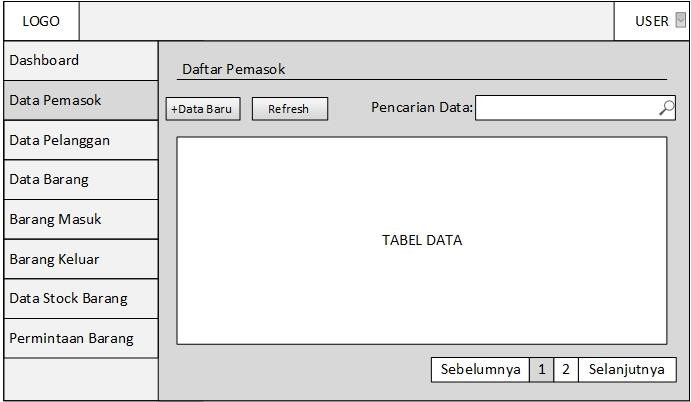 LOGO
USER
Dashboard
Data Pemasok
Data Pelanggan
Data Barang
Barang Masuk
Barang Keluar
Data Stock Barang
Permintaan Barang
Daftar Pemasok
+Data Baru
Refresh
Pencarian Data:
TABEL DATA
Sebelumnya 1 2 Selanjutnya